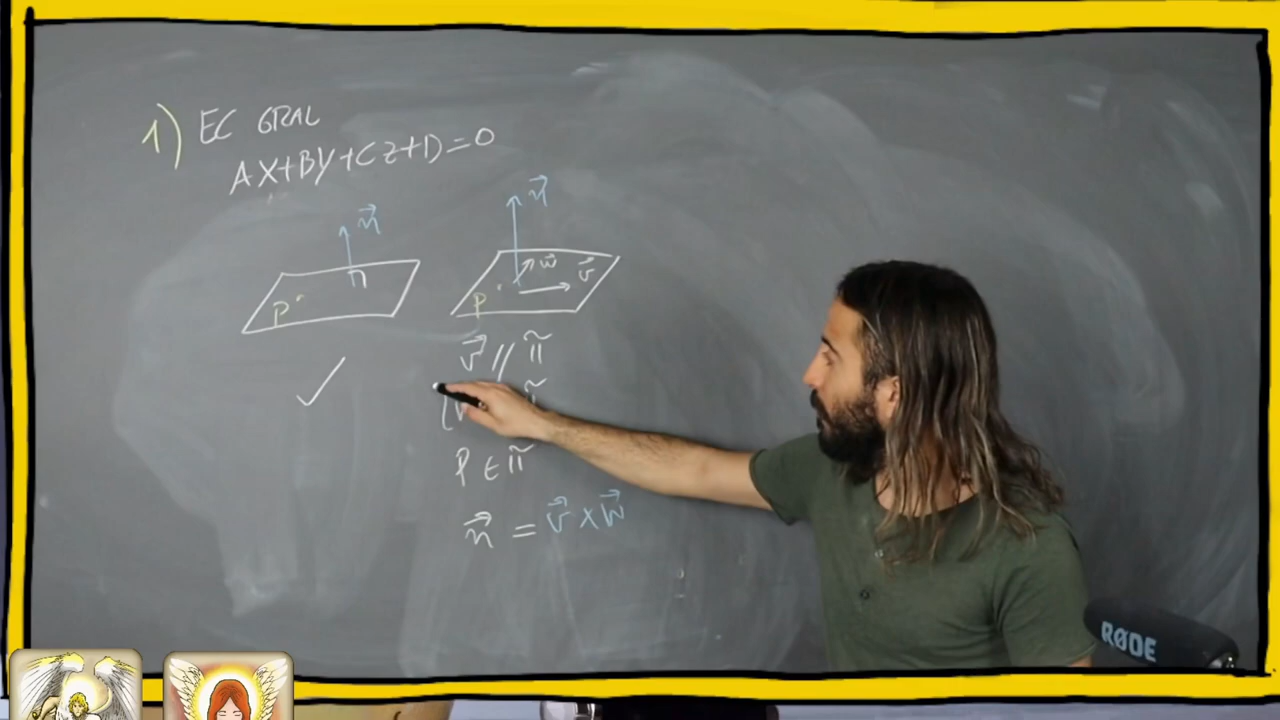 1) EC GRAL
AX+BY+CZ+D=0
n⃗
P
n⃗
w⃗
v⃗
P
v⃗ // π
π
P ∈ π
n⃗ = v⃗ x w⃗
RØDE